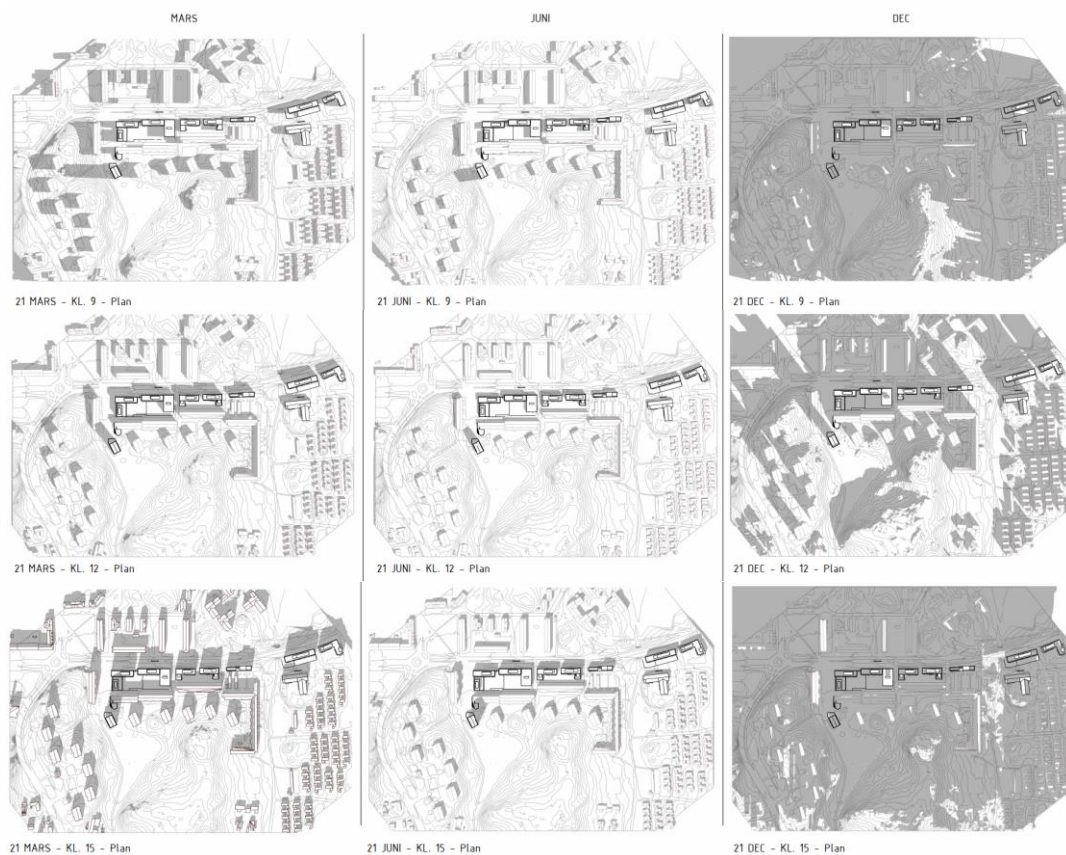 MARS
JUNI
DEC
21 MARS - KL. 9 - Plan
21 JUNI - KL. 9 - Plan
21 DEC - KL. 9 - Plan
21 MARS - KL. 12 - Plan
21 JUNI - KL. 12 - Plan
21 DEC - KL. 12 - Plan
21 MARS - KL. 15 - Plan
21 JUNI - KL. 15 - Plan
21 DEC - KL. 15 - Plan